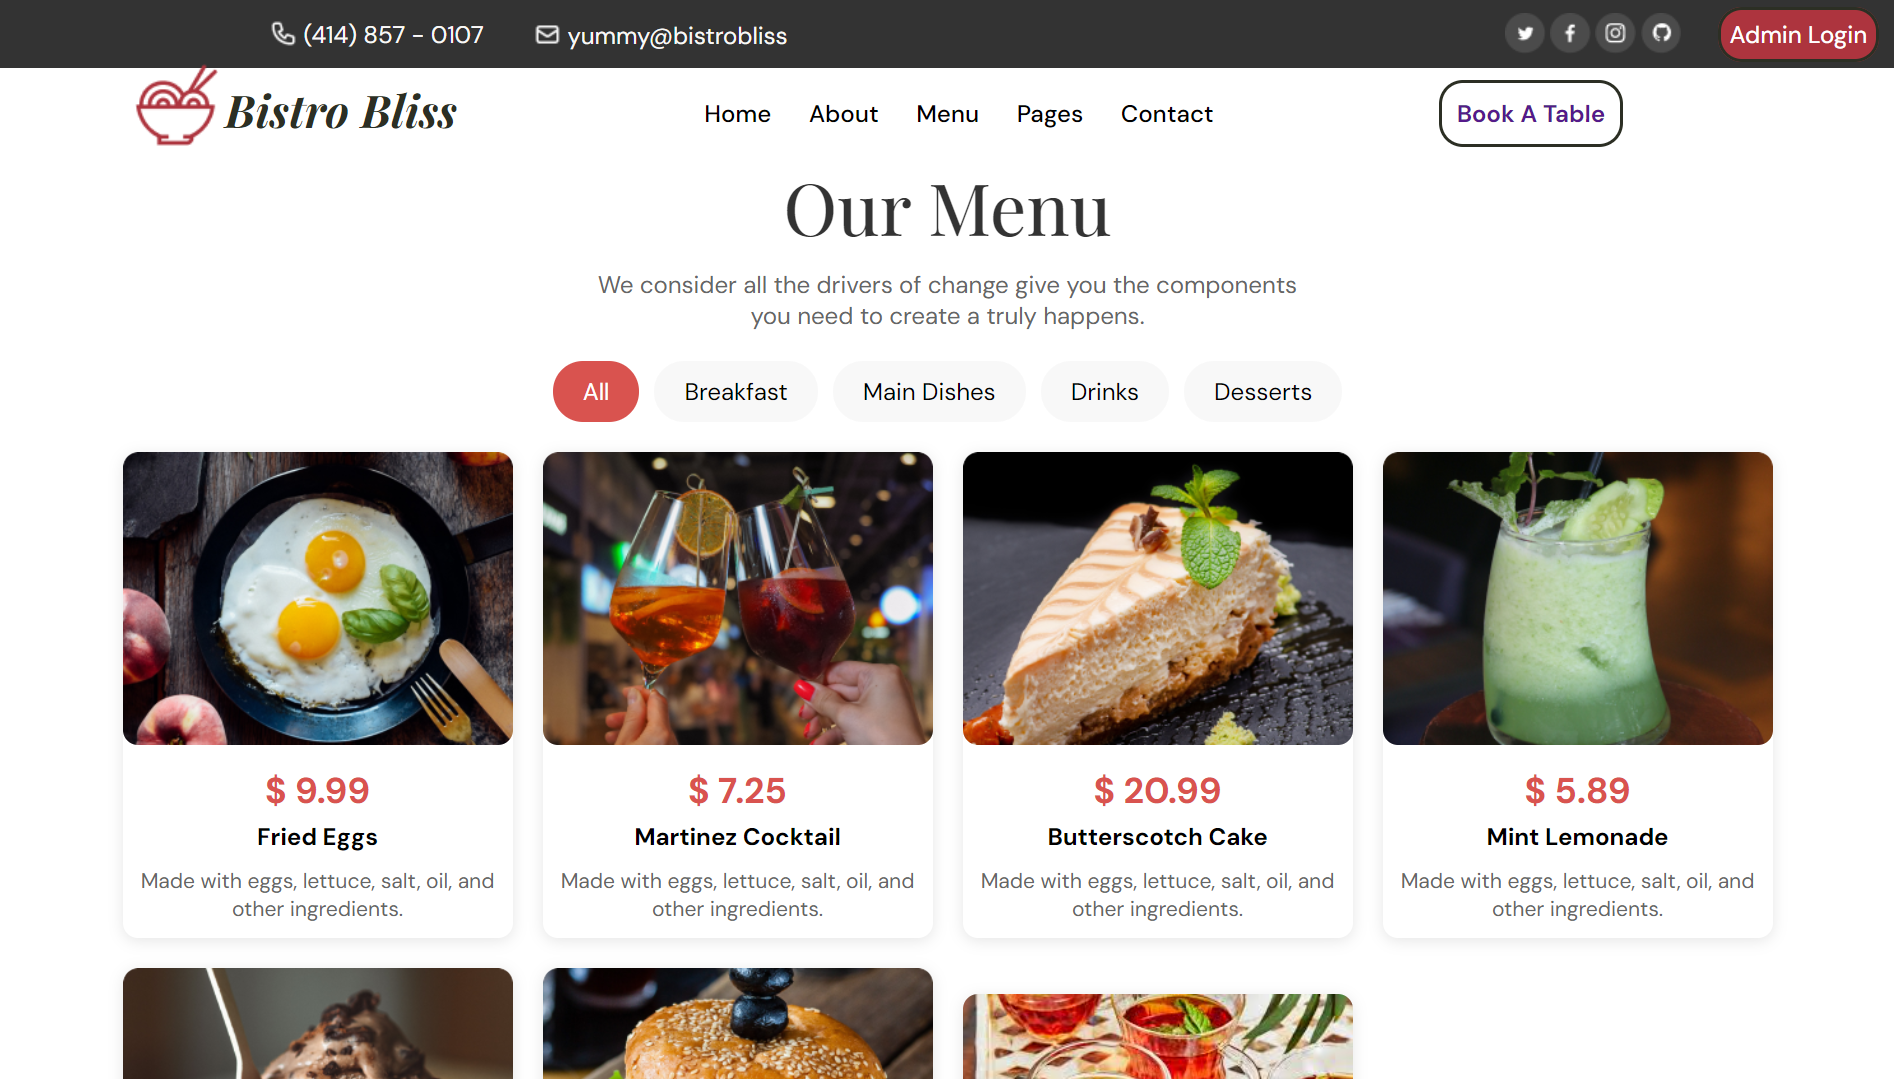 (414) 857 - 0107
yummy@bistrobliss
Admin Login
Bistro Bliss
Home
About
Menu
Pages
Contact
Book A Table
Our Menu
We consider all the drivers of change give you the components
you need to create a truly happens.
All
Breakfast
Main Dishes
Drinks
Desserts
$ 9.99
Fried Eggs
Made with eggs, lettuce, salt, oil, and
other ingredients.
$ 7.25
Martinez Cocktail
Made with eggs, lettuce, salt, oil, and
other ingredients.
$ 20.99
Butterscotch Cake
Made with eggs, lettuce, salt, oil, and
other ingredients.
$ 5.89
Mint Lemonade
Made with eggs, lettuce, salt, oil, and
other ingredients.